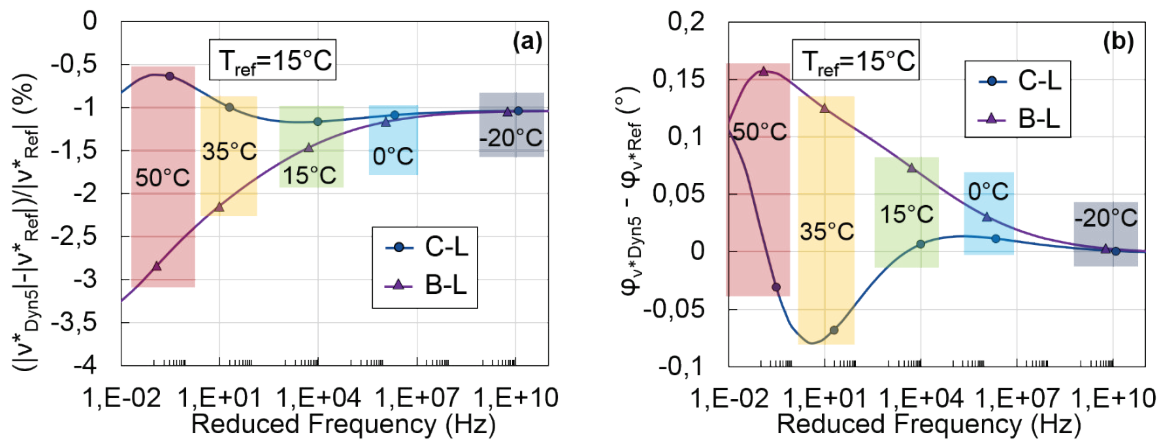 (a)
T_ref=15°C
(|ν*_Dyn5|-|ν*_Ref|)/|ν*_Ref| (%)
0
-0,5
-1
-1,5
-2
-2,5
-3
-3,5
-4
50°C
35°C
15°C
0°C
-20°C
C-L
B-L
1,E-02 1,E+01 1,E+04 1,E+07 1,E+10
Reduced Frequency (Hz)
(b)
T_ref=15°C
φ_ν*Dyn5 - φ_ν*Ref (°)
0,2
0,15
0,1
0,05
0
-0,05
-0,1
C-L
B-L
50°C
35°C
15°C
0°C
-20°C
1,E-02 1,E+01 1,E+04 1,E+07 1,E+10
Reduced Frequency (Hz)